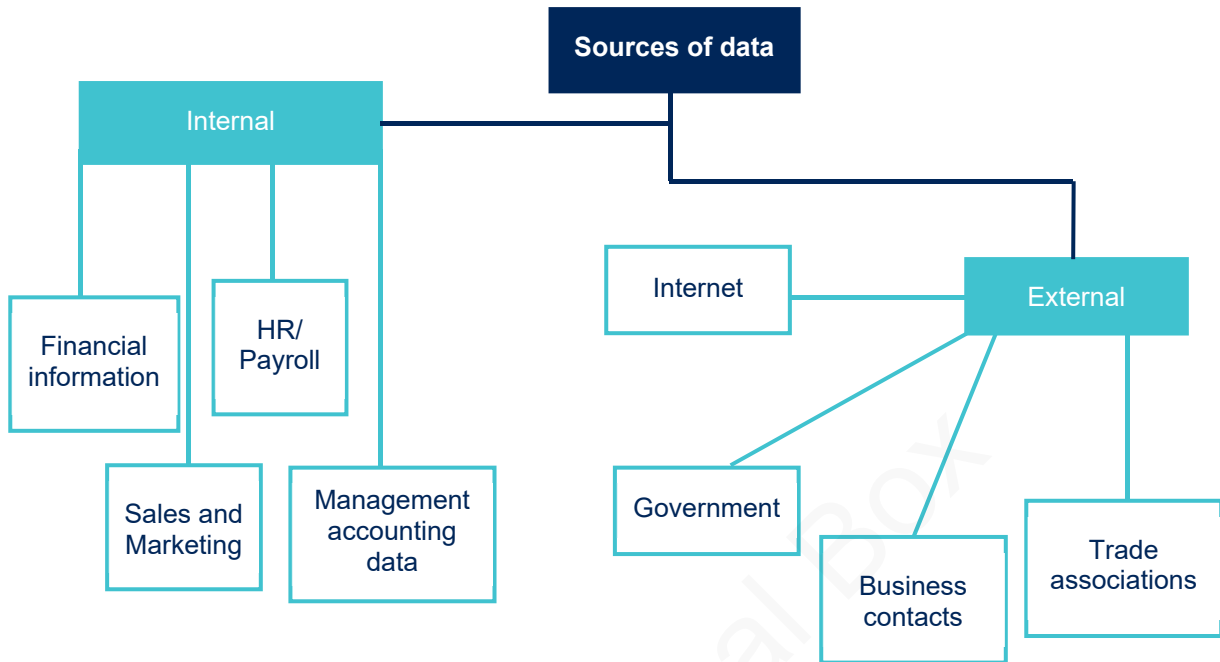 Sources of data
Internal
Financial
information
HR/
Payroll
Sales and
Marketing
Management
accounting
data
External
Internet
Government
Business
contacts
Trade
associations
Box